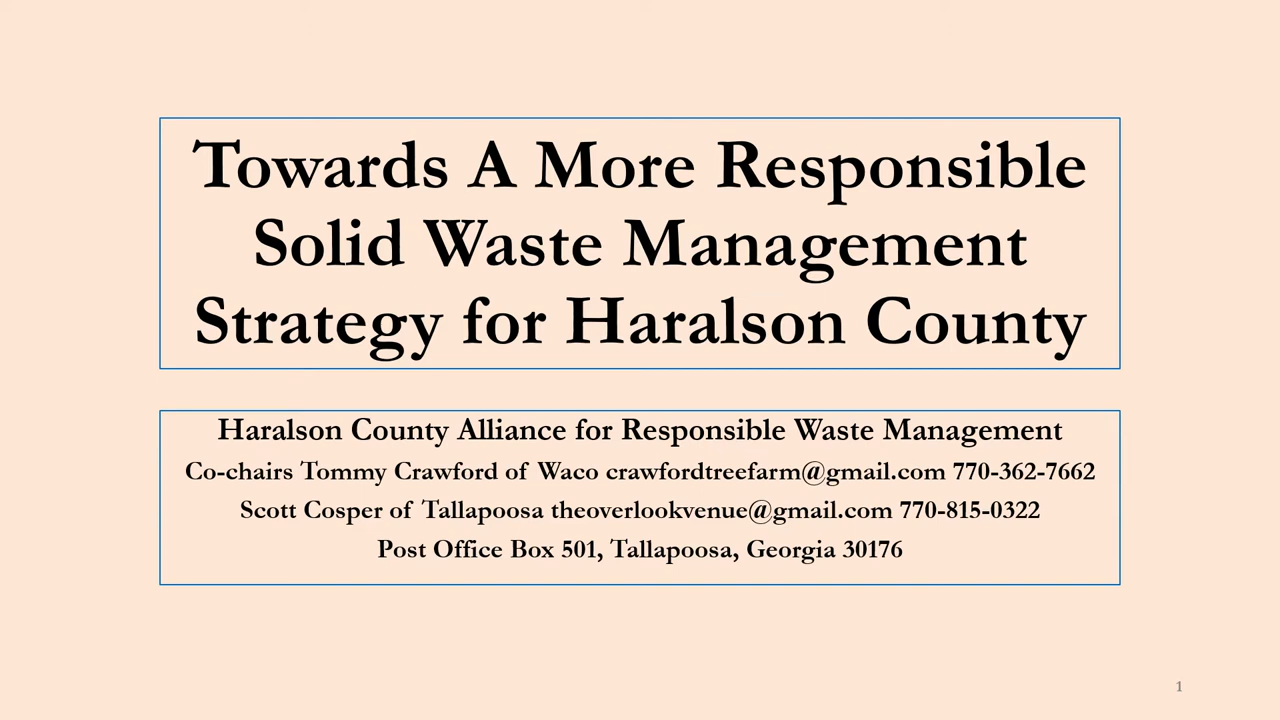 Towards A More Responsible
Solid Waste Management
Strategy for Haralson County
Haralson County Alliance for Responsible Waste Management
Co-chairs Tommy Crawford of Waco crawfordtreefarm@gmail.com 770-362-7662
Scott Cosper of Tallapoosa theoverlookvenue@gmail.com 770-815-0322
Post Office Box 501, Tallapoosa, Georgia 30176
1